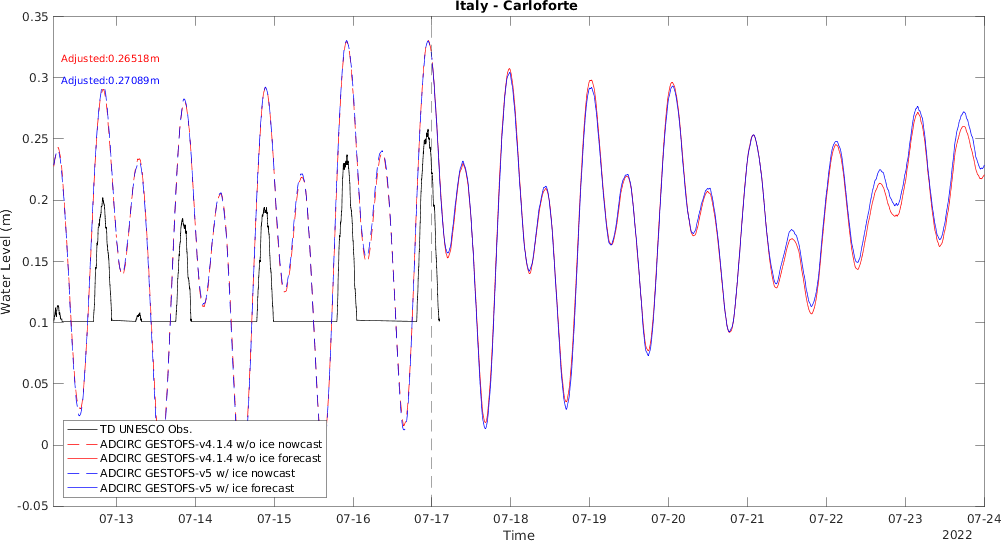 Italy - Carloforte
0.35
0.3
0.25
0.2
0.15
0.1
0.05
0
-0.05
Water Level (m)
Adjusted:0.26518m
Adjusted:0.27089m
TD UNESCO Obs.
ADCIRC GESTOFS-v4.1.4 w/o ice nowcast
ADCIRC GESTOFS-v4.1.4 w/o ice forecast
ADCIRC GESTOFS-v5 w/ ice nowcast
ADCIRC GESTOFS-v5 w/ ice forecast
07-13 07-14 07-15 07-16 07-17 07-18 07-19 07-20 07-21 07-22 07-23 07-24
Time
2022